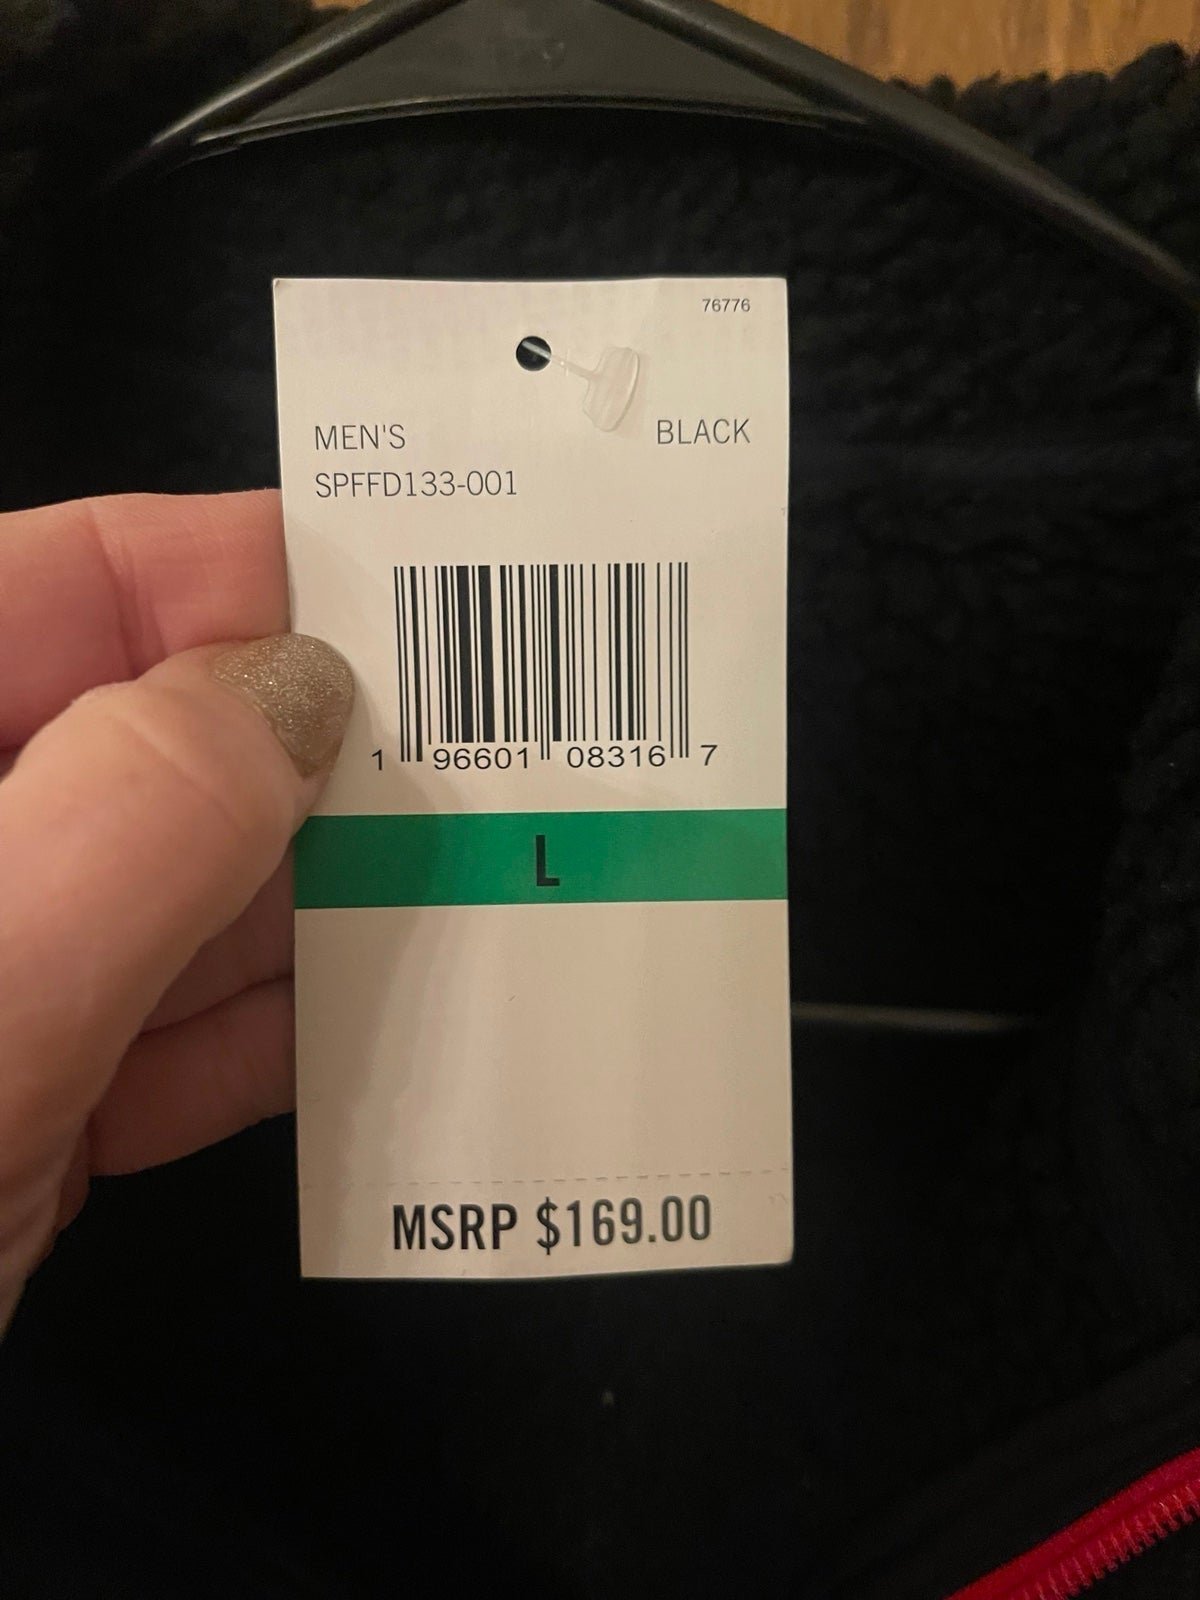 76776
MEN'S BLACK
SPFFD133-001
1 96601 08316 7
L
MSRP $169.00